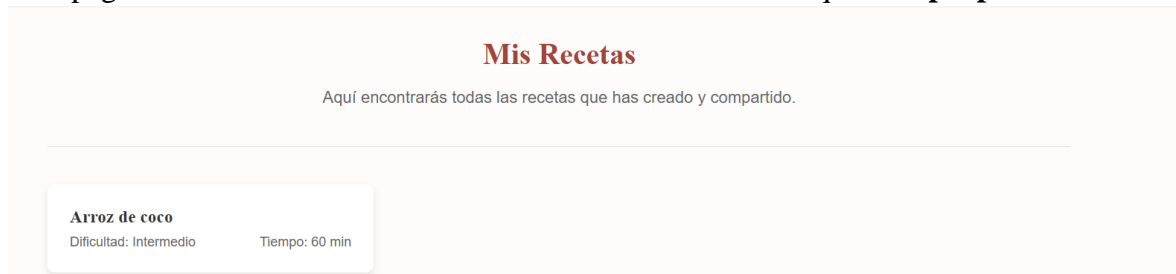 Mis Recetas
Aquí encontrarás todas las recetas que has creado y compartido.
Arroz de coco
Dificultad: Intermedio Tiempo: 60 min